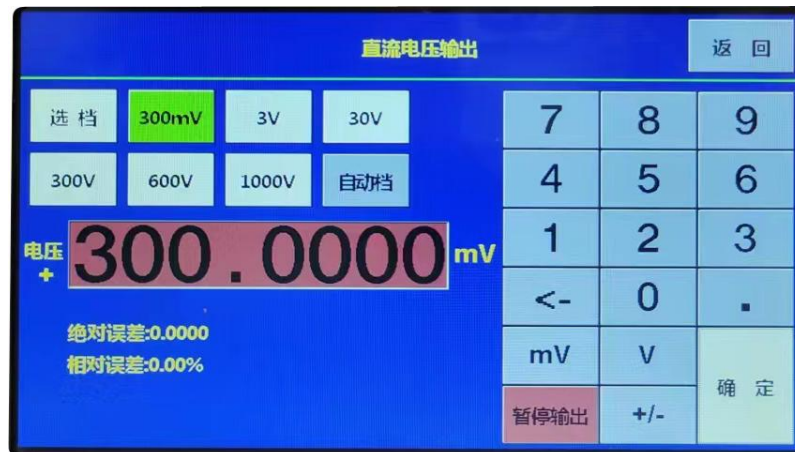 直流电压输出
返 回
选 档 300mV 3V 30V
300V 600V 1000V 自动档
电压 + 300.0000 mV
绝对误差:0.0000
相对误差:0.00%
7 8 9
4 5 6
1 2 3
<- 0 .
mV V
确 定
暂停输出 +/-